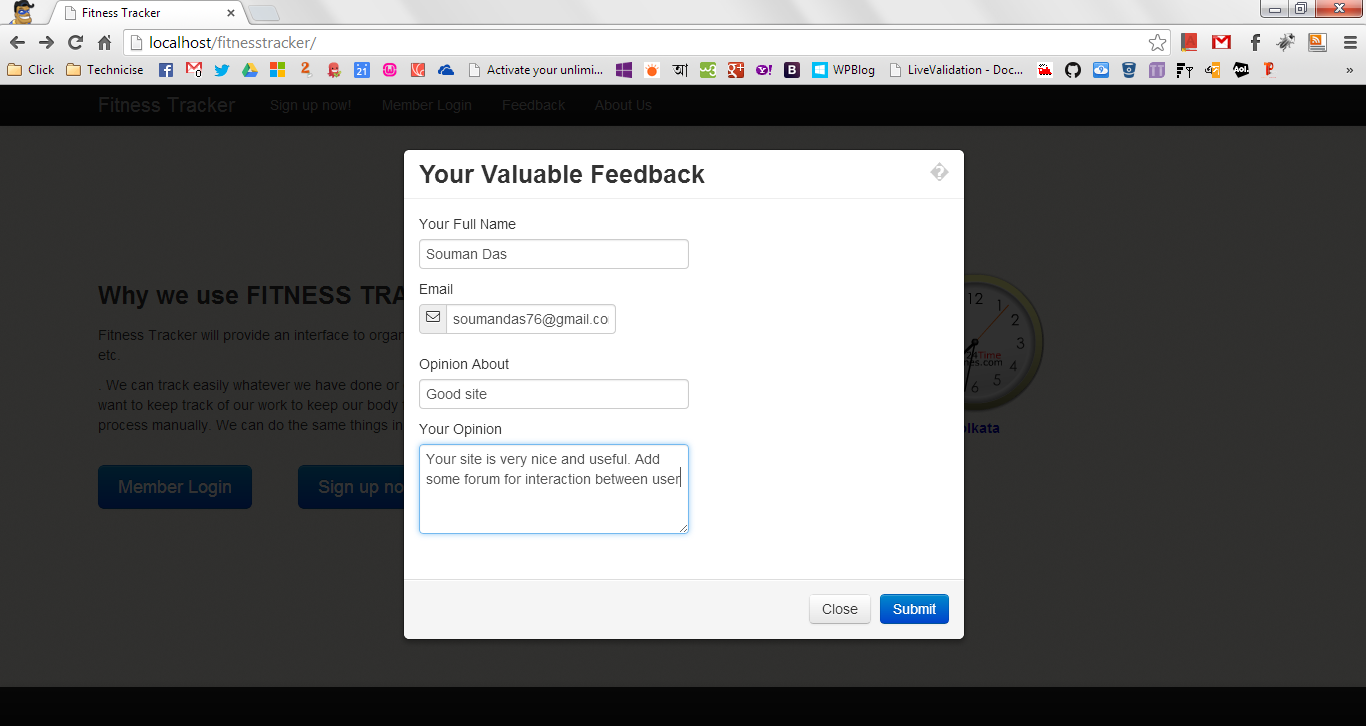 Fitness Tracker
localhost/fitnesstracker/
Click
Technicise
Activate your unlimi...
WPBlog
LiveValidation - Doc...
Fitness Tracker
Sign up now!
Member Login
Feedback
About Us
Your Valuable Feedback
Your Full Name
Souman Das
Email
soumandas76@gmail.co
Opinion About
Good site
Your Opinion
Your site is very nice and useful. Add
some forum for interaction between user
Close
Submit
Why we use FITNESS TRA
Fitness Tracker will provide an interface to organ
etc.
. We can track easily whatever we have done or
want to keep track of our work to keep our body
process manually. We can do the same things in
Member Login
Sign up no
12
1
2
3
4
5
6
24Time
nes.com
olkata